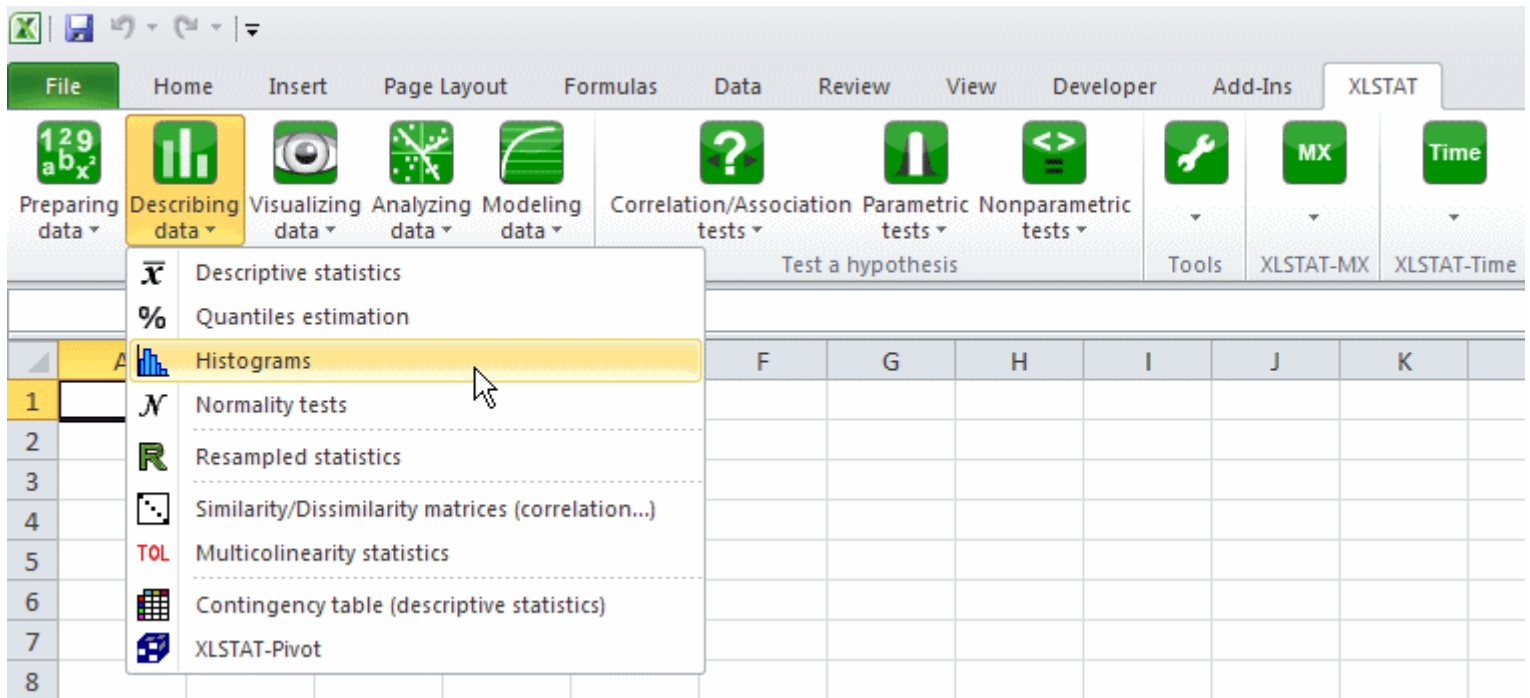 File Home Insert Page Layout Formulas Data Review View Developer Add-Ins XLSTAT
129
abx²
? <>
=
MX Time
Preparing Describing Visualizing Analyzing Modeling Correlation/Association Parametric Nonparametric
data data data data data tests tests tests
Test a hypothesis Tools XLSTAT-MX XLSTAT-Time
x Descriptive statistics
% Quantiles estimation
Histograms
N Normality tests
R Resampled statistics
Similarity/Dissimilarity matrices (correlation...)
TOL Multicolinearity statistics
Contingency table (descriptive statistics)
XLSTAT-Pivot
A F G H I J K
1
2
3
4
5
6
7
8